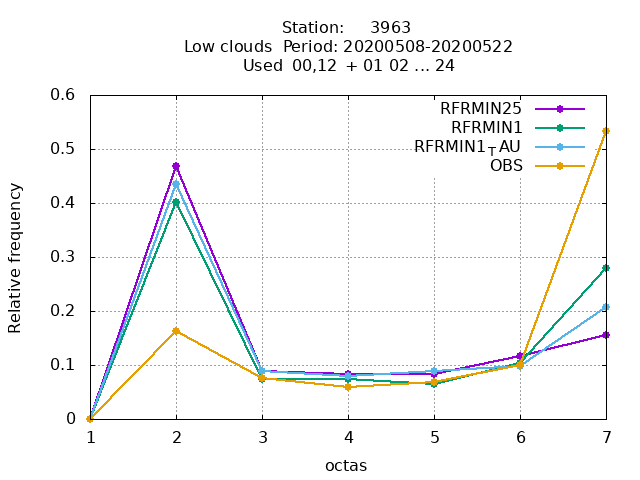 Station: 3963
Low clouds Period: 20200508-20200522
Used 00,12 + 01 02 ... 24
RFRMIN25
RFRMIN1
RFRMIN1TAU
OBS
Relative frequency
0.6
0.5
0.4
0.3
0.2
0.1
0
1 2 3 4 5 6 7
octas